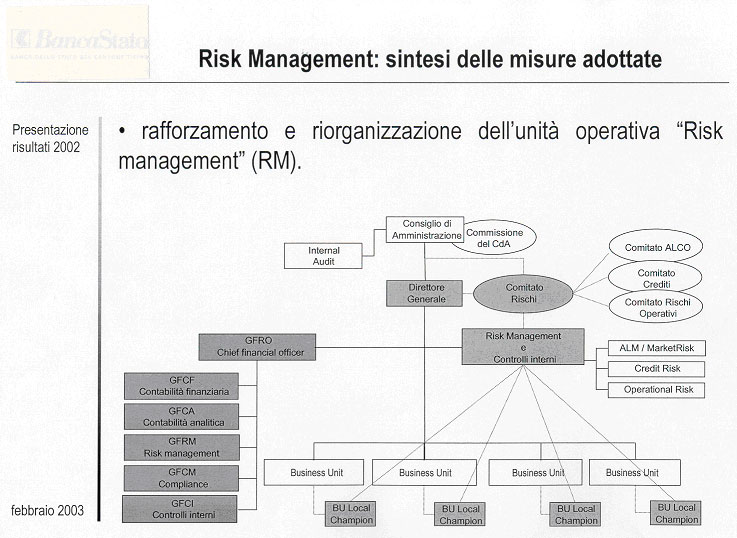 BancaStato
Risk Management: sintesi delle misure adottate
Presentazione
risultati 2002
• rafforzamento e riorganizzazione dell'unità operativa “Risk
management” (RM).
Consiglio di
Amministrazione
Commissione
del CdA
Internal
Audit
Comitato ALCO
Comitato
Crediti
Comitato Rischi
Operativi
Direttore
Generale
Comitato
Rischi
GFRO
Chief financial officer
Risk Management
e
Controlli interni
ALM / MarketRisk
Credit Risk
Operational Risk
GFCF
Contabilità finanziaria
GFCA
Contabilità analitica
GFRM
Risk management
GFCM
Compliance
GFCI
Controlli interni
Business Unit
Business Unit
Business Unit
Business Unit
BU Local
Champion
BU Local
Champion
BU Local
Champion
BU Local
Champion
febbraio 2003